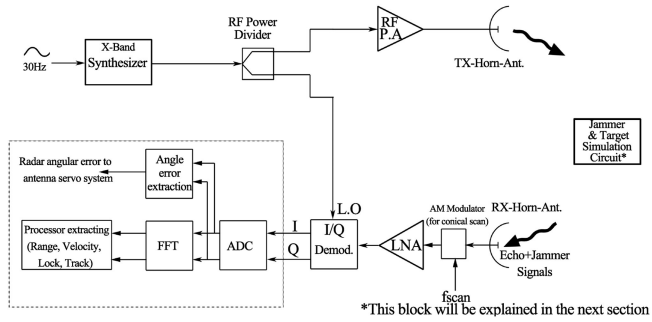 RF Power
Divider
RF
P.A
X-Band
Synthesizer
30Hz
TX-Horn-Ant.
Jammer
& Target
Simulation
Circuit*
Radar angular error to
antenna servo system
Angle
error
extraction
L.O
AM Modulator
(for conical scan)
RX-Horn-Ant.
Processor extracting
(Range, Velocity,
Lock, Track)
FFT
ADC
I
Q
I/Q
Demod.
LNA
Echo+Jammer
Signals
fscan
*This block will be explained in the next section